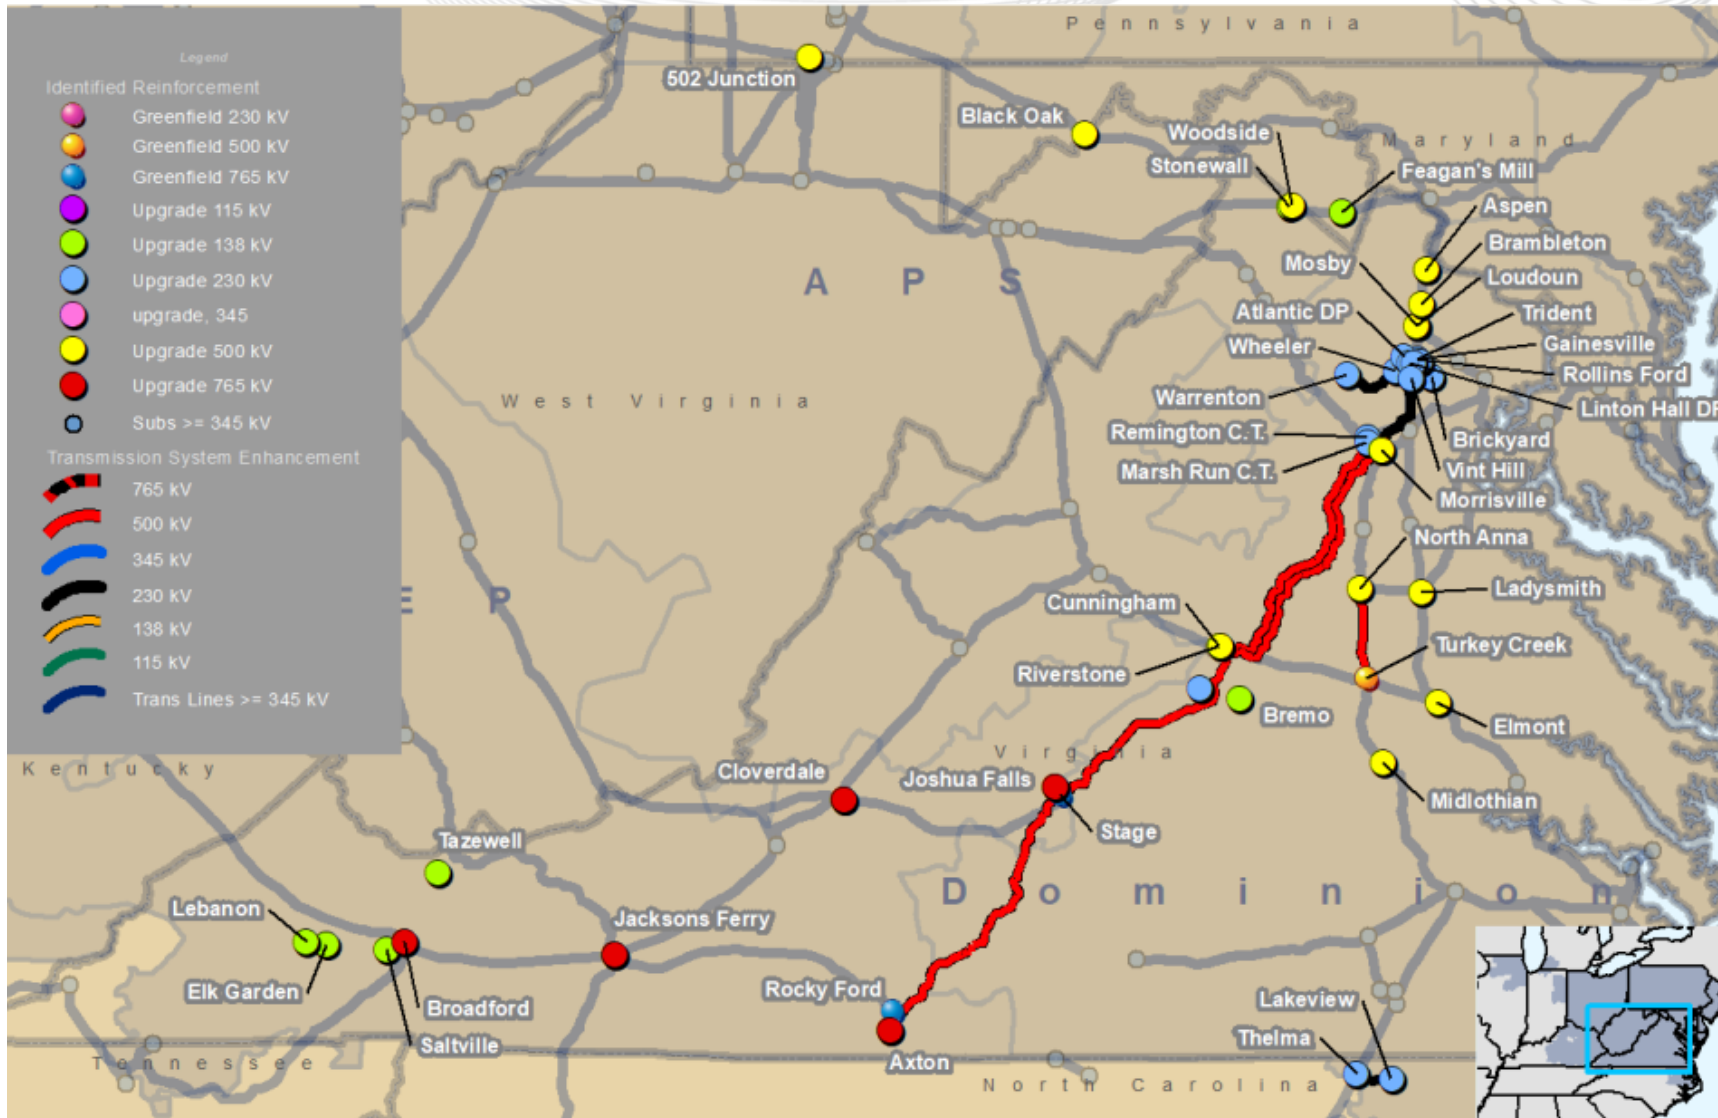 Pennsylvania
Legend
Identified Reinforcement
Greenfield 230 kV
Greenfield 500 kV
Greenfield 765 kV
Upgrade 115 kV
Upgrade 138 kV
Upgrade 230 kV
upgrade, 345
Upgrade 500 kV
Upgrade 765 kV
Subs >= 345 kV
Transmission System Enhancement
765 kV
500 kV
345 kV
230 kV
138 kV
115 kV
Trans Lines >= 345 kV
502 Junction
Black Oak
Woodside
Maryland
Stonewall
Feagan's Mill
Aspen
Brambleton
Mosby
Loudoun
APS
Atlantic DP
Trident
Wheeler
Gainesville
Rollins Ford
Warrenton
West Virginia
Linton Hall DP
Remington C.T.
Brickyard
Marsh Run C.T.
Vint Hill
Morrisville
North Anna
EP
Cunningham
Ladysmith
Turkey Creek
Riverstone
Bremo
Elmont
Virginia
Kentucky
Cloverdale
Joshua Falls
Midlothian
Stage
Tazewell
Dominion
Lebanon
Jacksons Ferry
Elk Garden
Rocky Ford
Broadford
Lakeview
Saltville
Thelma
Axton
Tennessee
North Carolina